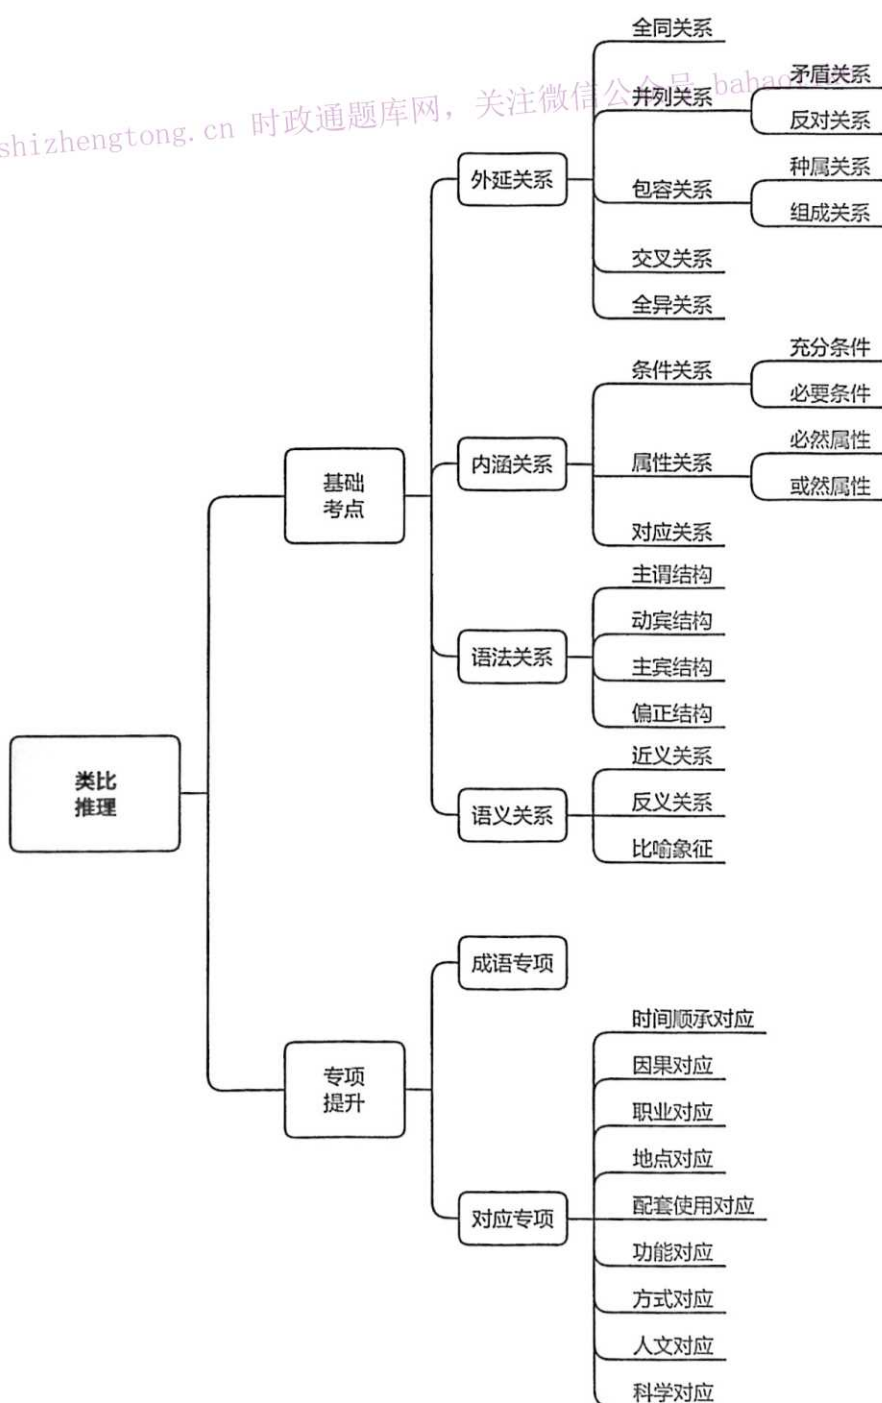 全同关系
并列关系
矛盾关系
反对关系
shizhengtong.cn 时政通题库网，关注微信公众号
外延关系
包容关系
种属关系
组成关系
交叉关系
全异关系
基础
考点
内涵关系
条件关系
充分条件
必要条件
属性关系
必然属性
或然属性
对应关系
语法关系
主谓结构
动宾结构
主宾结构
偏正结构
语义关系
近义关系
反义关系
比喻象征
类比
推理
专项
提升
成语专项
对应专项
时间顺承对应
因果对应
职业对应
地点对应
配套使用对应
功能对应
方式对应
人文对应
科学对应